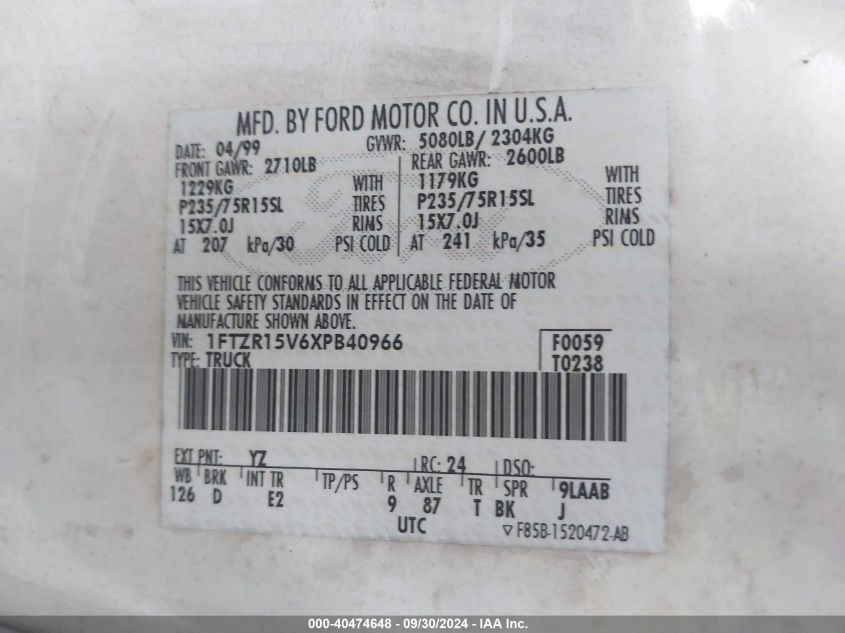 MFD. BY FORD MOTOR CO. IN U.S.A.
DATE: 04/99 GVWR: 5080LB/ 2304KG
FRONT GAWR: 2710LB REAR GAWR: 2600LB
1229KG WITH 1179KG WITH
P235/75R15SL TIRES P235/75R15SL TIRES
15X7.0J RIMS 15X7.0J RIMS
AT 207 kPa/30 PSI COLD AT 241 kPa/35 PSI COLD
THIS VEHICLE CONFORMS TO ALL APPLICABLE FEDERAL MOTOR
VEHICLE SAFETY STANDARDS IN EFFECT ON THE DATE OF
MANUFACTURE SHOWN ABOVE.
VIN: 1FTZR15V6XPB40966 F0059
TYPE: TRUCK T0238
EXT PNT: YZ RC: 24 DSO:
WB BRK INT TR TP/PS R AXLE TR SPR 9LAAB
126 D E2 9 87 T BK J
UTC ▽F85B-1520472-AB
000-40474648 - 09/30/2024 - IAA Inc.